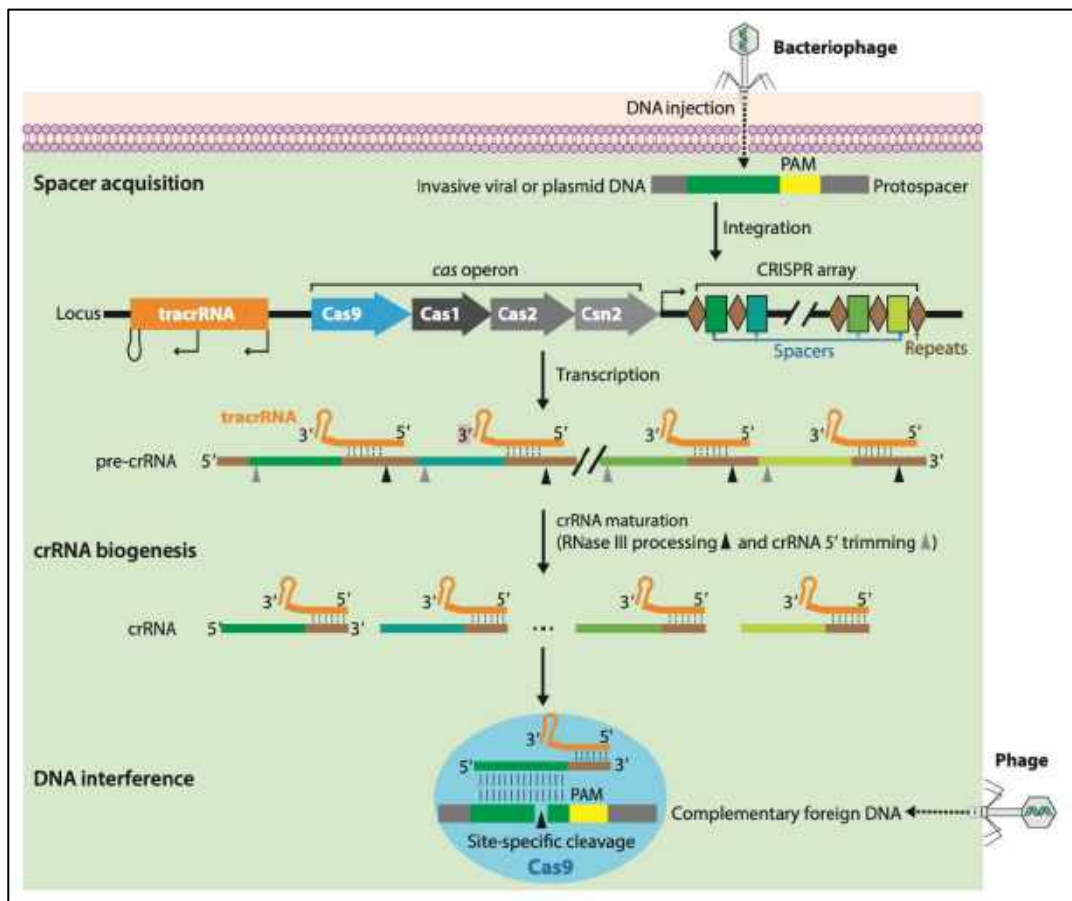 Bacteriophage
DNA injection
Spacer acquisition
PAM
Invasive viral or plasmid DNA
Protospacer
Integration
cas operon
CRISPR array
Locus
tracrRNA
Cas9
Cas1
Cas2
Csn2
Spacers
Repeats
Transcription
tracrRNA
3′ 5′ 3′ 5′ 3′ 5′ 3′ 5′
pre-crRNA 5′ 3′
crRNA maturation
(RNase III processing and crRNA 5′ trimming )
crRNA biogenesis
3′ 5′ 3′ 5′ 3′ 5′ 3′ 5′
crRNA 5′ 3′ ...
3′ 5′
5′ 3′
DNA interference
PAM
Phage
Complementary foreign DNA
Site-specific cleavage
Cas9